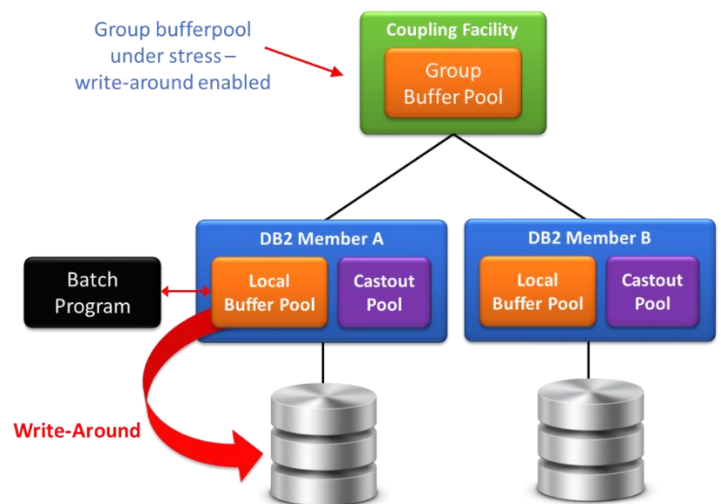 Group bufferpool
under stress –
write-around enabled
Coupling Facility
Group
Buffer Pool
DB2 Member A
Local
Buffer Pool
Castout
Pool
DB2 Member B
Local
Buffer Pool
Castout
Pool
Batch
Program
Write-Around